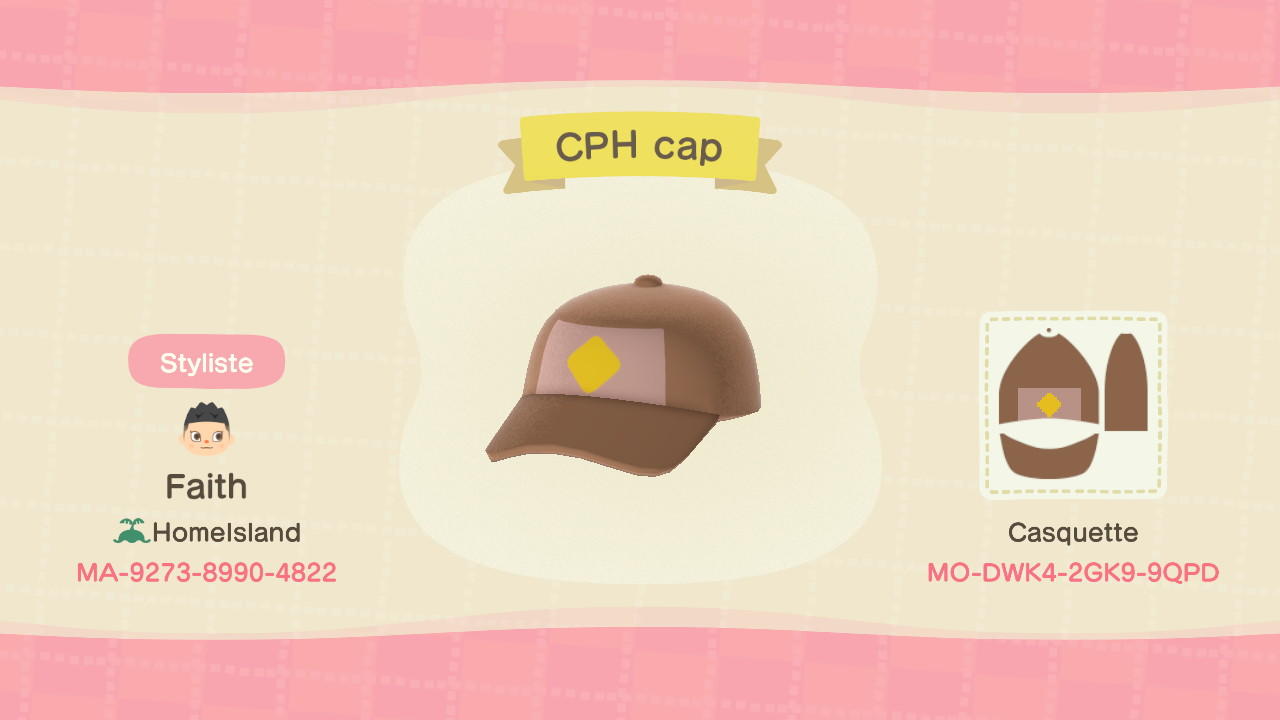 CPH cap
Styliste
Faith
HomeIsland
MA-9273-8990-4822
Casquette
MO-DWK4-2GK9-9QPD